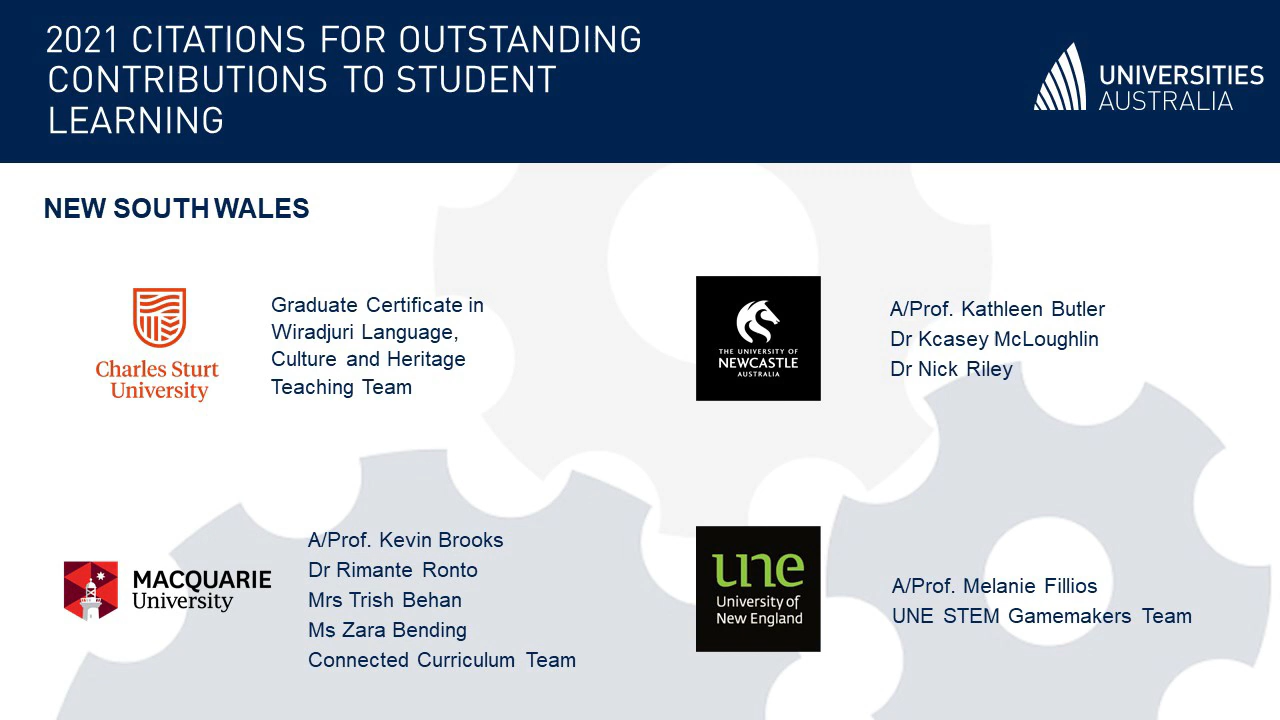 2021 CITATIONS FOR OUTSTANDING
CONTRIBUTIONS TO STUDENT
LEARNING
UNIVERSITIES
AUSTRALIA
NEW SOUTH WALES
Charles Sturt
University
Graduate Certificate in
Wiradjuri Language,
Culture and Heritage
Teaching Team
THE UNIVERSITY OF
NEWCASTLE
AUSTRALIA
A/Prof. Kathleen Butler
Dr Kcasey McLoughlin
Dr Nick Riley
MACQUARIE
University
A/Prof. Kevin Brooks
Dr Rimante Ronto
Mrs Trish Behan
Ms Zara Bending
Connected Curriculum Team
une
University of
New England
A/Prof. Melanie Fillios
UNE STEM Gamemakers Team